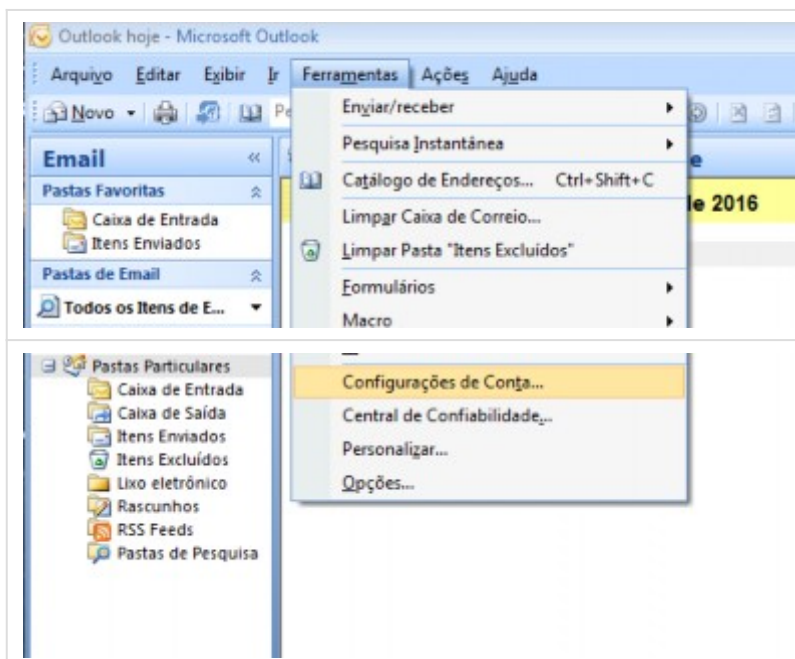 Outlook hoje - Microsoft Outlook
Arquivo Editar Exibir Ir Ferramentas Ações Ajuda
Novo
Enviar/receber
Pesquisa Instantânea
Email
Catálogo de Endereços... Ctrl+Shift+C
Pastas Favoritas
Caixa de Entrada
Limpar Caixa de Correio...
Itens Enviados
Limpar Pasta "Itens Excluídos"
Pastas de Email
Formulários
Todos os Itens de E...
Macro
e
de 2016
Pastas Particulares
Caixa de Entrada
Caixa de Saída
Itens Enviados
Itens Excluídos
Lixo eletrônico
Rascunhos
RSS Feeds
Pastas de Pesquisa
Configurações de Conta...
Central de Confiabilidade...
Personalizar...
Opções...